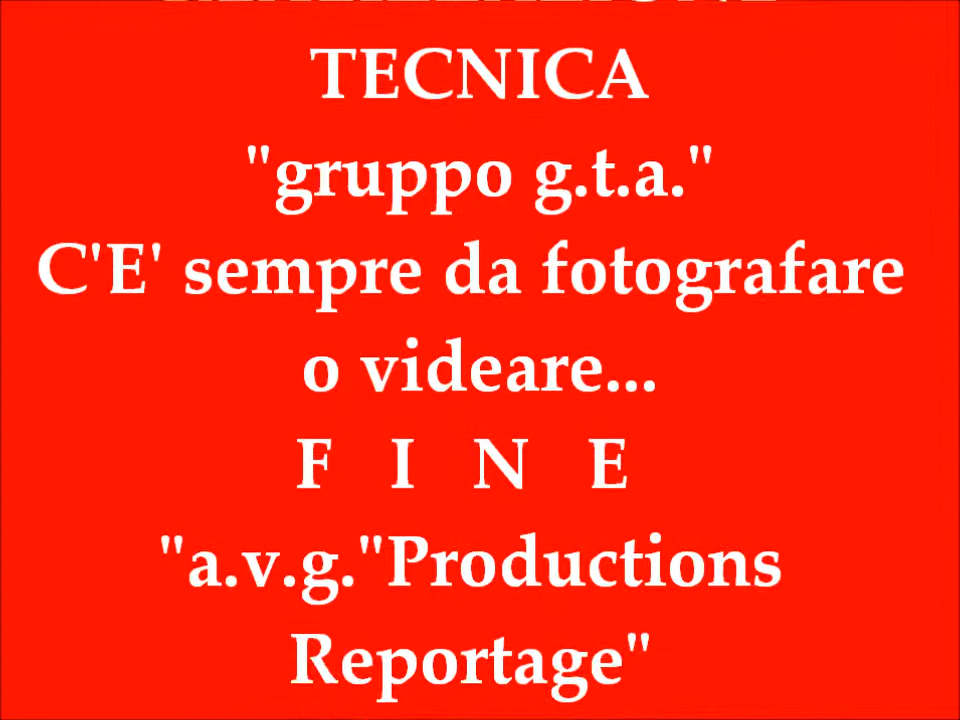 TECNICA
"gruppo g.t.a."
C'E' sempre da fotografare
o videare...
F I N E
"a.v.g."Productions
Reportage"